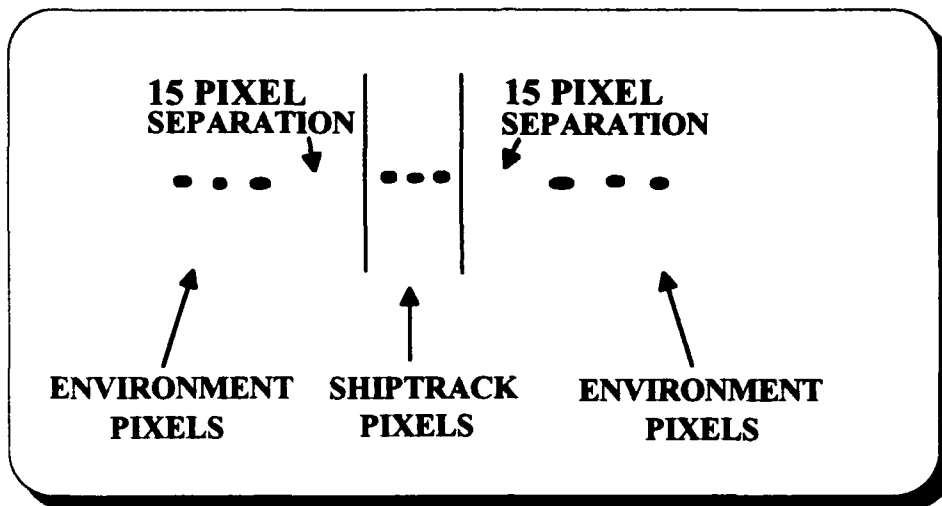 15 PIXEL
SEPARATION
15 PIXEL
SEPARATION
ENVIRONMENT
PIXELS
SHIPTRACK
PIXELS
ENVIRONMENT
PIXELS